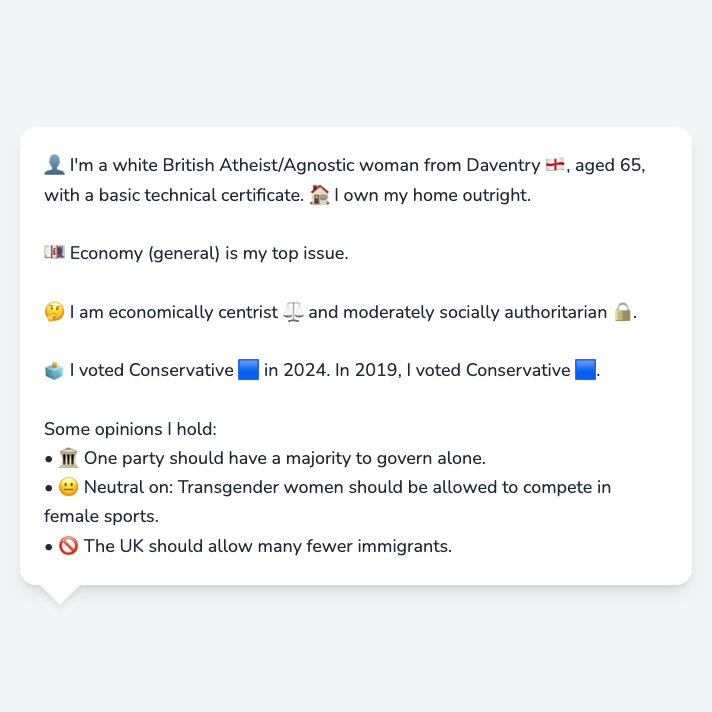 👤 I'm a white British Atheist/Agnostic woman from Daventry 🏴󠁧󠁢󠁥󠁮󠁧󠁿, aged 65,
with a basic technical certificate. 🏠 I own my home outright.
💷 Economy (general) is my top issue.
🤔 I am economically centrist ⚖️ and moderately socially authoritarian 🔒.
🗳️ I voted Conservative 🟦 in 2024. In 2019, I voted Conservative 🟦.
Some opinions I hold:
• 🏛️ One party should have a majority to govern alone.
• 😐 Neutral on: Transgender women should be allowed to compete in
female sports.
• 🚫 The UK should allow many fewer immigrants.